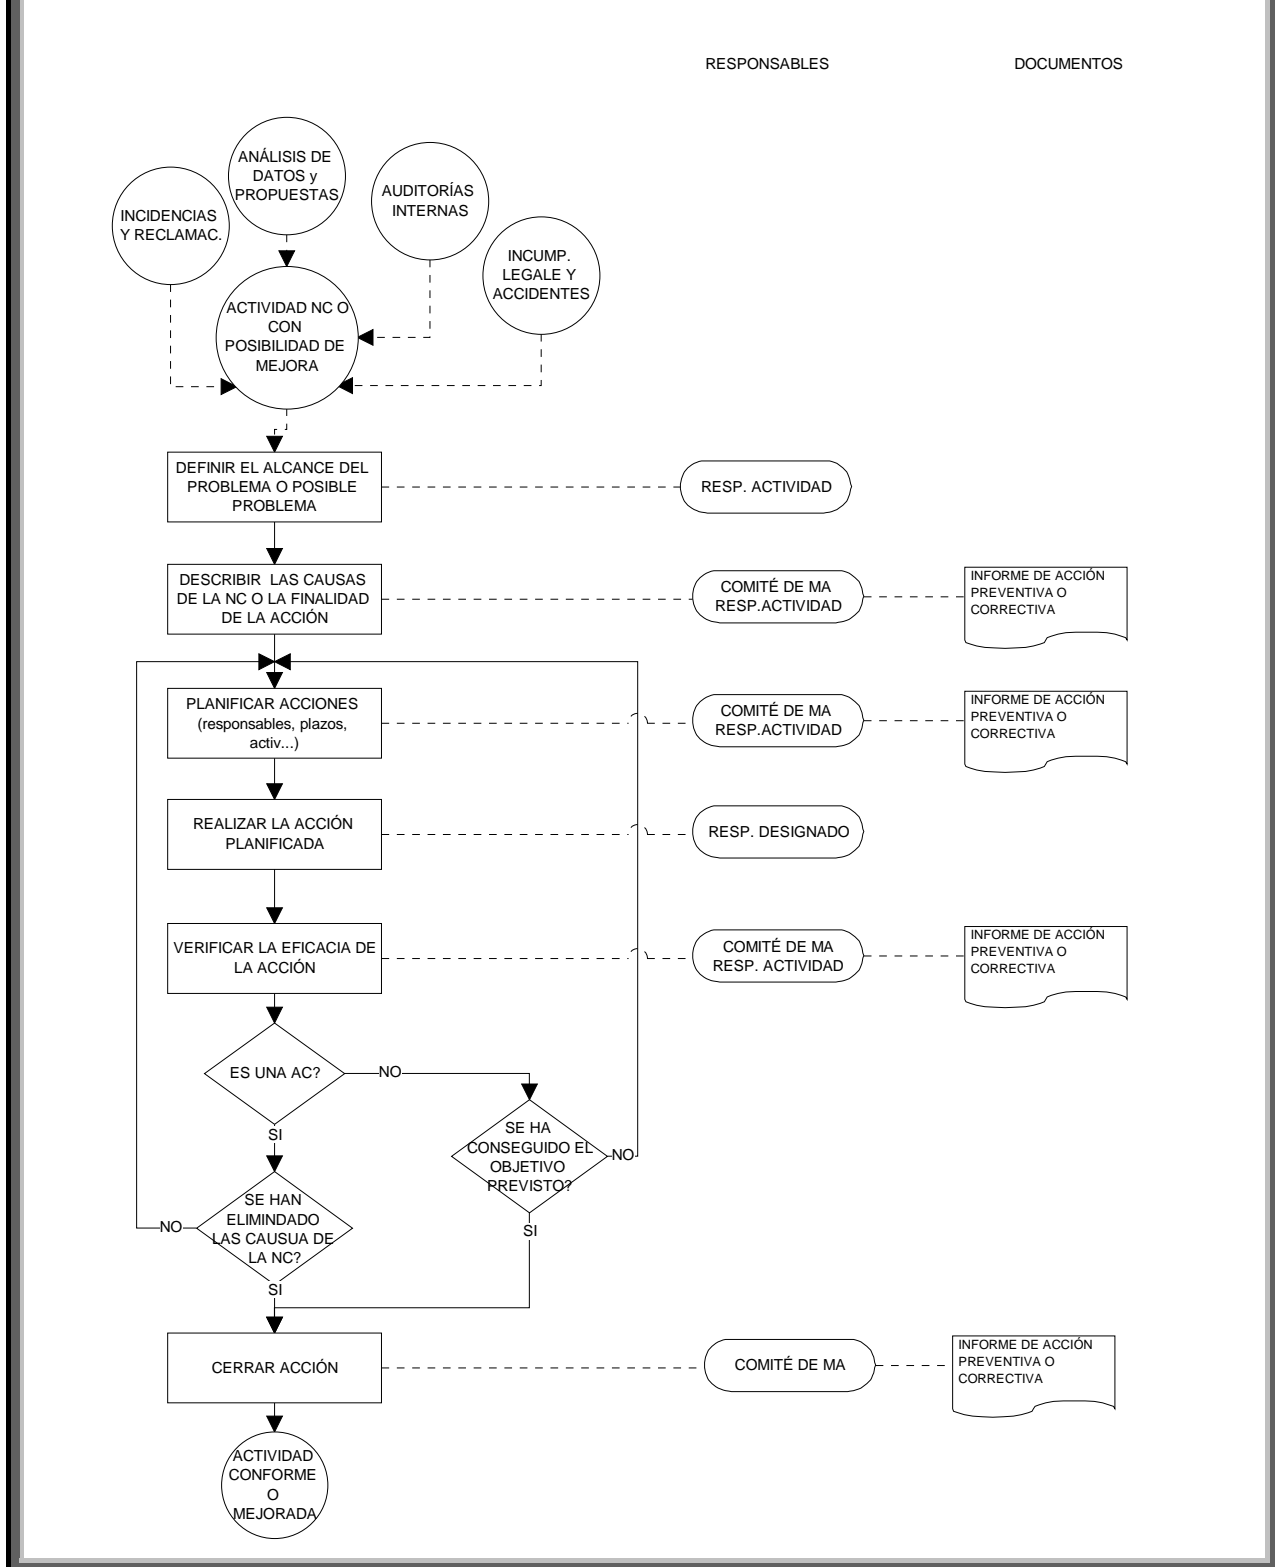 RESPONSABLES
DOCUMENTOS
ANÁLISIS DE
DATOS y
PROPUESTAS
AUDITORÍAS
INTERNAS
INCIDENCIAS
Y RECLAMAC.
INCUMP.
LEGALE Y
ACCIDENTES
ACTIVIDAD NC O
CON
POSIBILIDAD DE
MEJORA
DEFINIR EL ALCANCE DEL
PROBLEMA O POSIBLE
PROBLEMA
RESP. ACTIVIDAD
DESCRIBIR LAS CAUSAS
DE LA NC O LA FINALIDAD
DE LA ACCIÓN
COMITÉ DE MA
RESP.ACTIVIDAD
INFORME DE ACCIÓN
PREVENTIVA O
CORRECTIVA
PLANIFICAR ACCIONES
(responsables, plazos,
activ...)
COMITÉ DE MA
RESP.ACTIVIDAD
INFORME DE ACCIÓN
PREVENTIVA O
CORRECTIVA
REALIZAR LA ACCIÓN
PLANIFICADA
RESP. DESIGNADO
VERIFICAR LA EFICACIA DE
LA ACCIÓN
COMITÉ DE MA
RESP. ACTIVIDAD
INFORME DE ACCIÓN
PREVENTIVA O
CORRECTIVA
ES UNA AC?
NO
SI
SE HA
CONSEGUIDO EL
OBJETIVO
PREVISTO?
NO
SI
SE HAN
ELIMINDADO
LAS CAUSUA DE
LA NC?
NO
SI
CERRAR ACCIÓN
COMITÉ DE MA
INFORME DE ACCIÓN
PREVENTIVA O
CORRECTIVA
ACTIVIDAD
CONFORME
O
MEJORADA